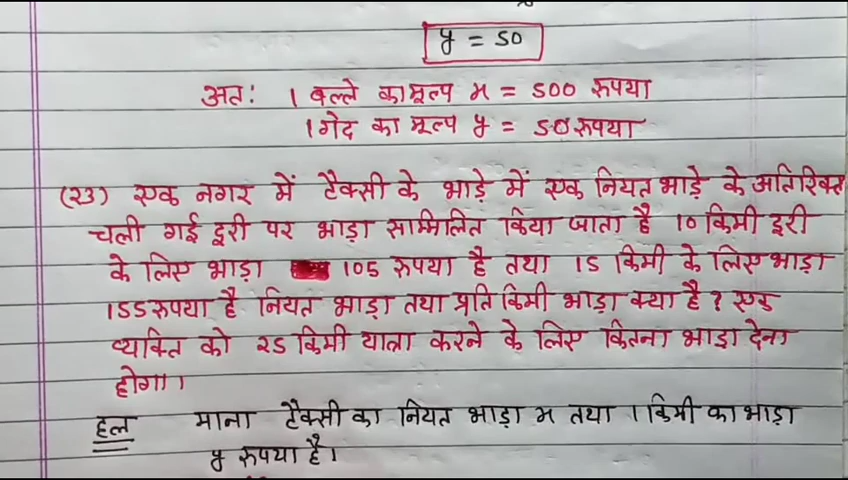 y = 50
अतः 1 बल्ले का मूल्य x = 500 रुपया
1 गेंद का मूल्य y = 50 रुपया
(23) एक नगर में टैक्सी के भाड़े में एक नियत भाड़े के अतिरिक्त
चली गई दूरी पर भाड़ा सम्मिलित किया जाता है 10 किमी दूरी
के लिए भाड़ा 105 रुपया है तथा 15 किमी के लिए भाड़ा
155 रुपया है नियत भाड़ा तथा प्रति किमी भाड़ा क्या है? एक
व्यक्ति को 25 किमी यात्रा करने के लिए कितना भाड़ा देना
होगा।
हल माना टैक्सी का नियत भाड़ा x तथा 1 किमी का भाड़ा
y रुपया है।